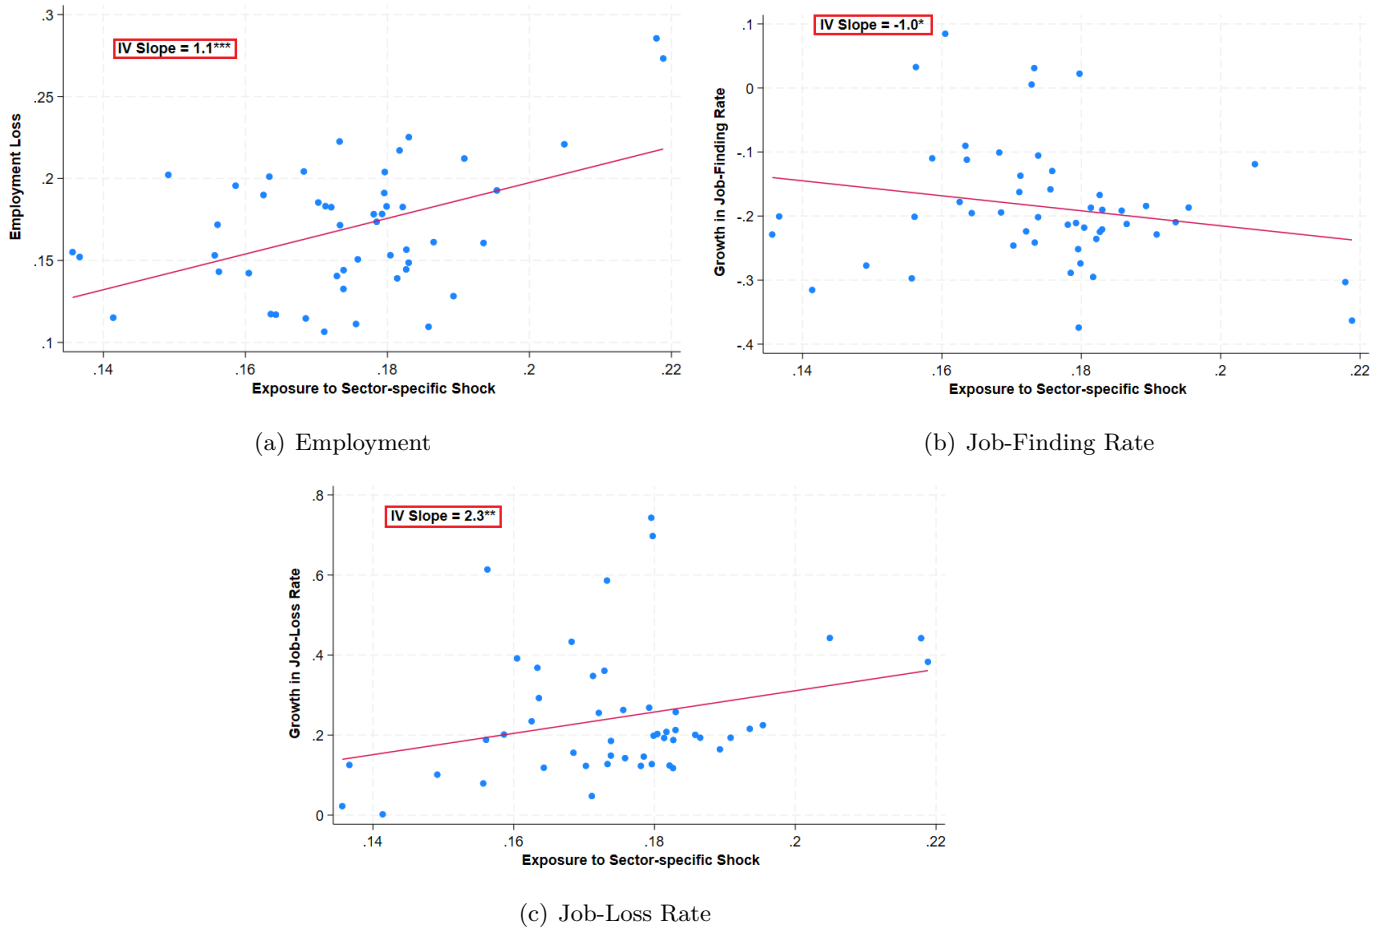 IV Slope = 1.1***
Employment Loss
.3
.25
.2
.15
.1
.14 .16 .18 .2 .22
Exposure to Sector-specific Shock
(a) Employment
IV Slope = -1.0*
Growth in Job-Finding Rate
.1
0
-.1
-.2
-.3
-.4
.14 .16 .18 .2 .22
Exposure to Sector-specific Shock
(b) Job-Finding Rate
IV Slope = 2.3**
Growth in Job-Loss Rate
.8
.6
.4
.2
0
.14 .16 .18 .2 .22
Exposure to Sector-specific Shock
(c) Job-Loss Rate